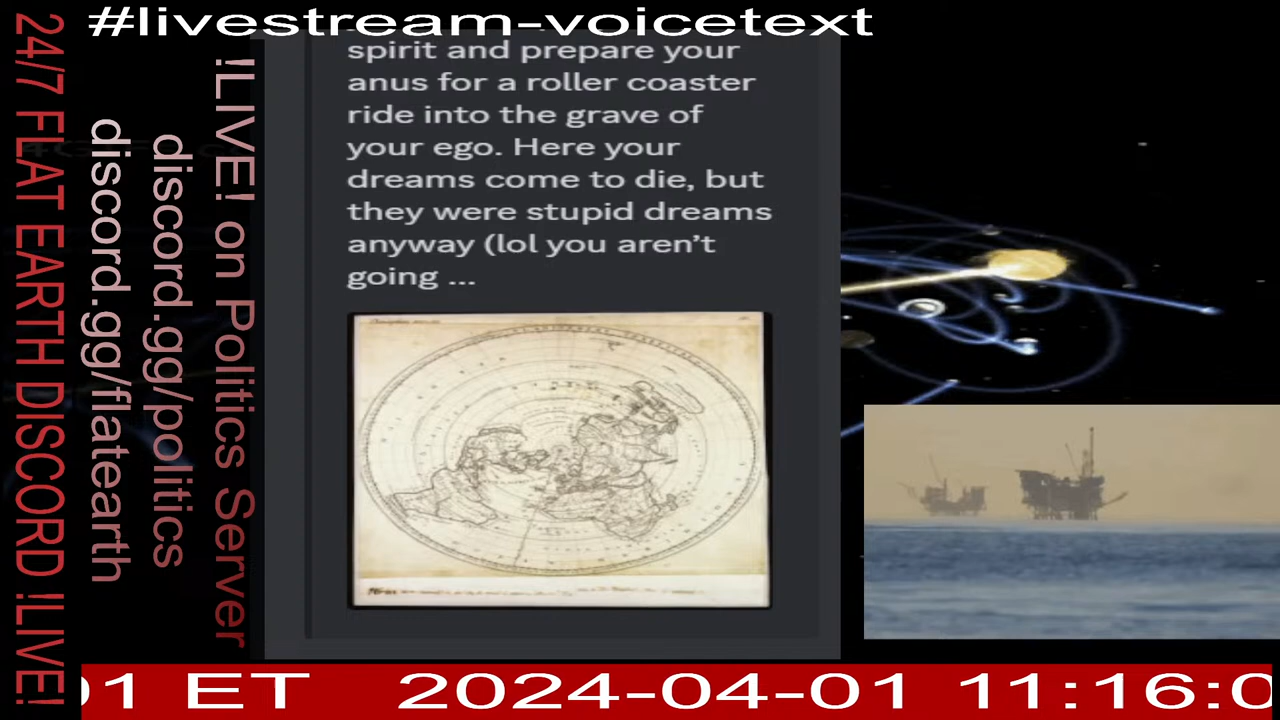 #livestream-voicetext
24/7 FLAT EARTH DISCORD !LIVE!
discord.gg/flatearth
discord.gg/politics
!LIVE! on Politics Server
spirit and prepare your
anus for a roller coaster
ride into the grave of
your ego. Here your
dreams come to die, but
they were stupid dreams
anyway (lol you aren't
going ...
01 ET 2024-04-01 11:16:0